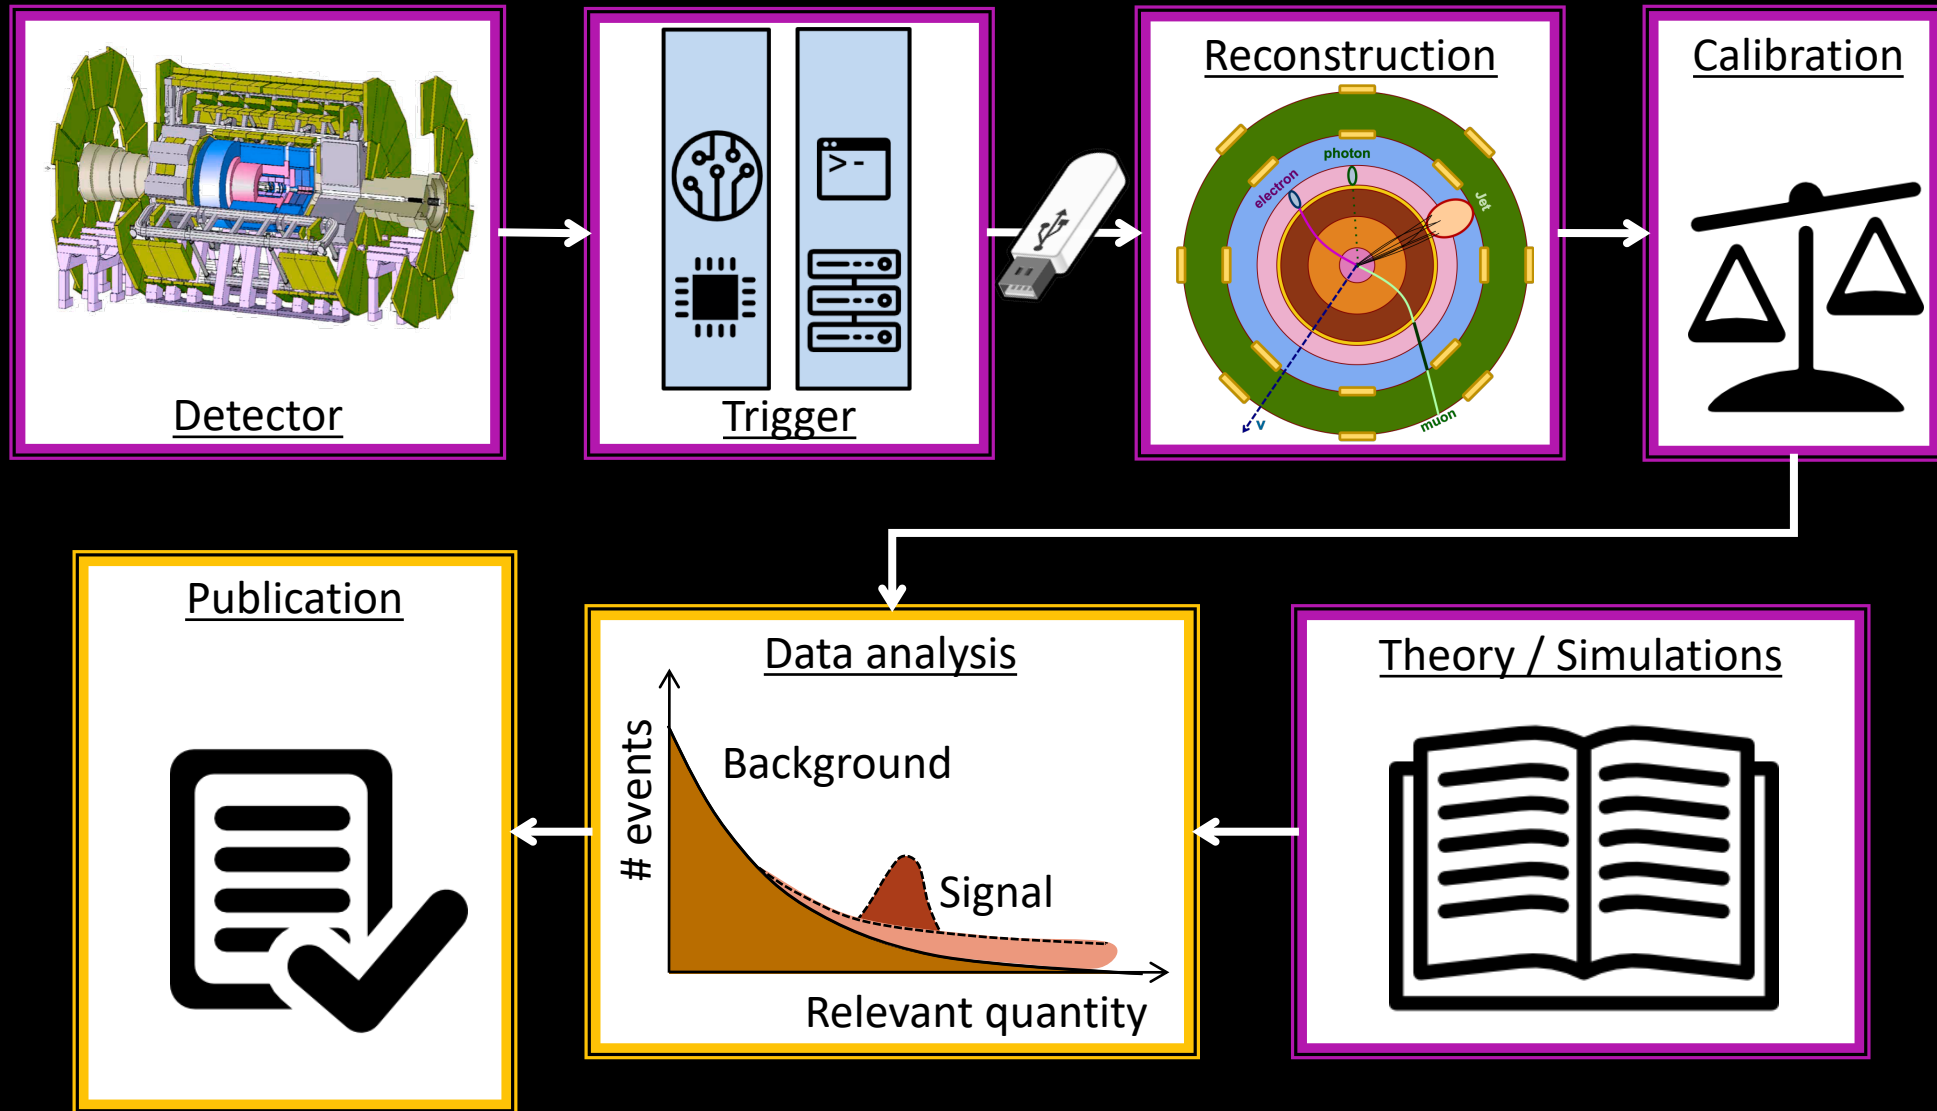 Detector
Trigger
>-
Reconstruction
photon
electron
Jet
muon
v
Calibration
Publication
Data analysis
# events
Background
Signal
Relevant quantity
Theory / Simulations